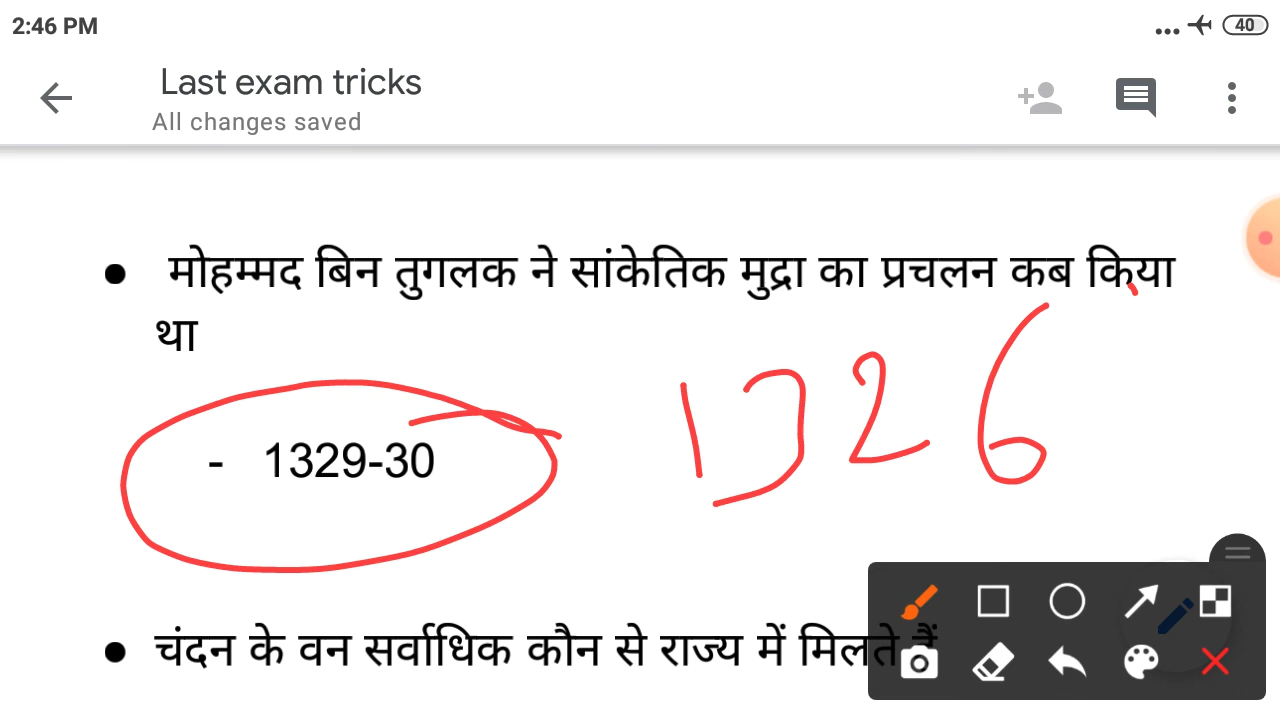 2:46 PM
40
Last exam tricks
All changes saved
• मोहम्मद बिन तुगलक ने सांकेतिक मुद्रा का प्रचलन कब किया
था
- 1329-30
1326
• चंदन के वन सर्वाधिक कौन से राज्य में मिलते हैं